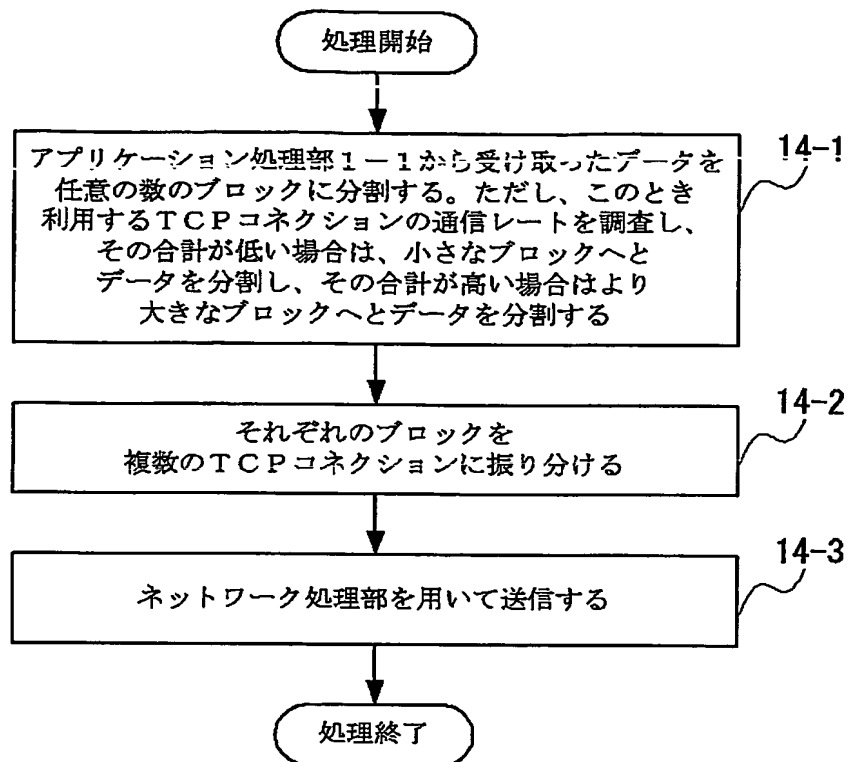 処理開始
アプリケーション処理部1-1から受け取ったデータを
任意の数のブロックに分割する。ただし、このとき
利用するTCPコネクションの通信レートを調査し、
その合計が低い場合は、小さなブロックへと
データを分割し、その合計が高い場合はより
大きなブロックへとデータを分割する
14-1
それぞれのブロックを
複数のTCPコネクションに振り分ける
14-2
ネットワーク処理部を用いて送信する
14-3
処理終了